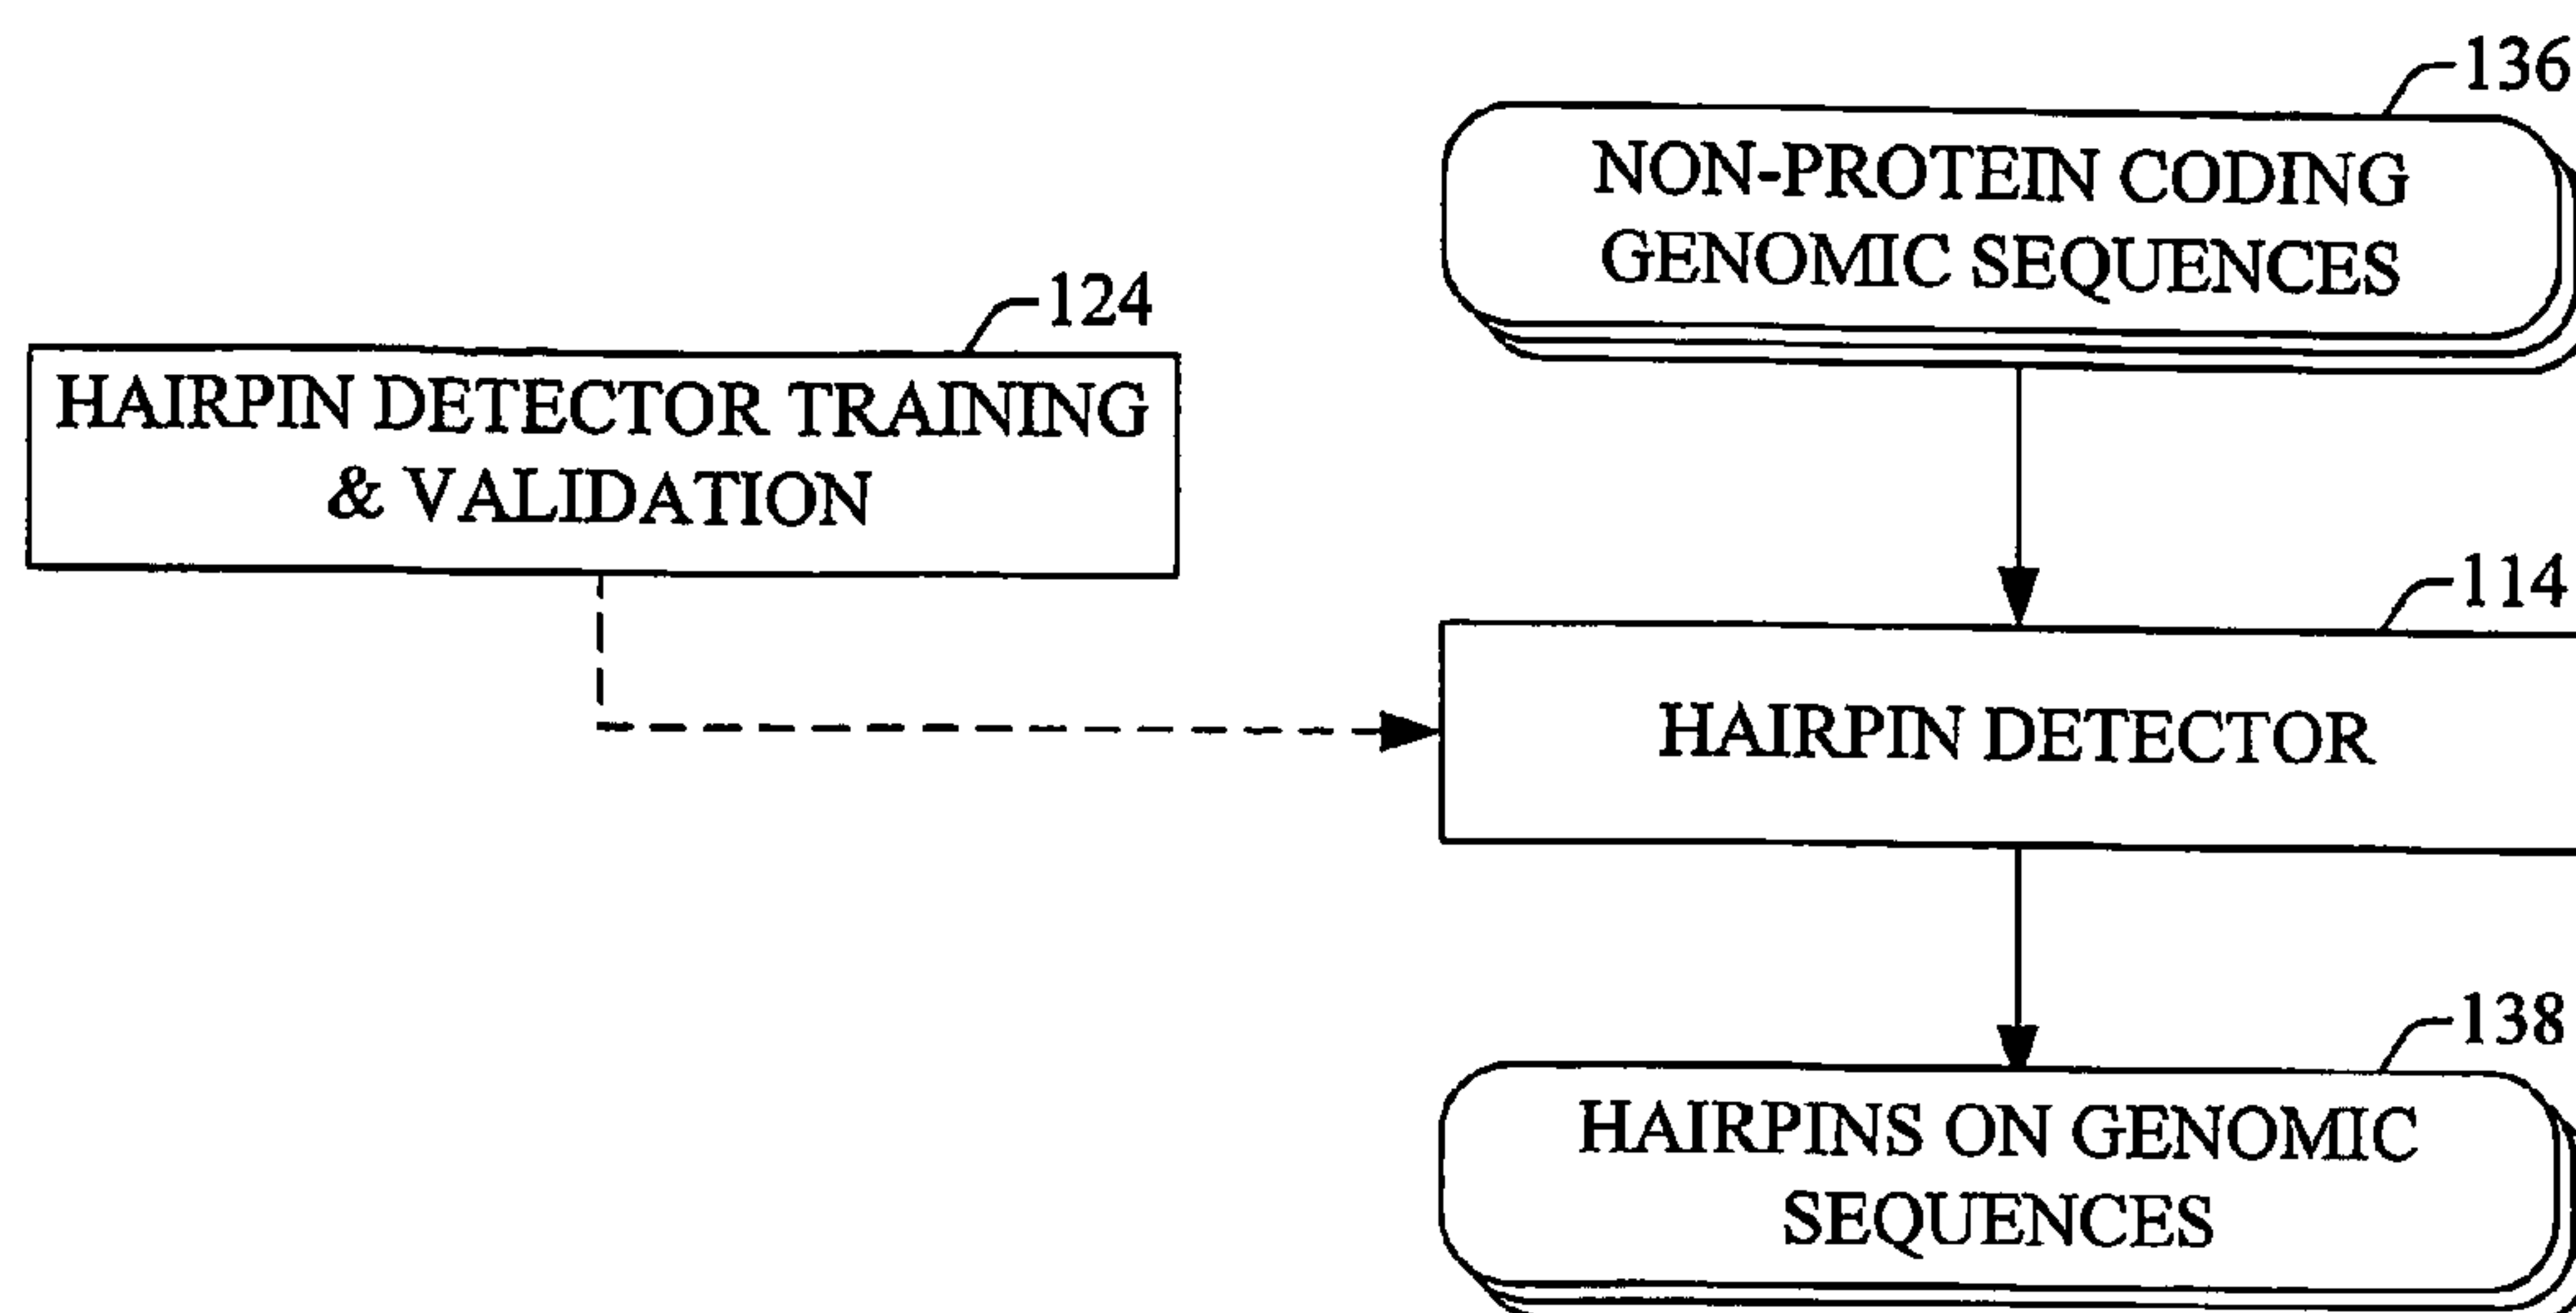 136
NON-PROTEIN CODING
GENOMIC SEQUENCES
124
HAIRPIN DETECTOR TRAINING
& VALIDATION
114
HAIRPIN DETECTOR
138
HAIRPINS ON GENOMIC
SEQUENCES